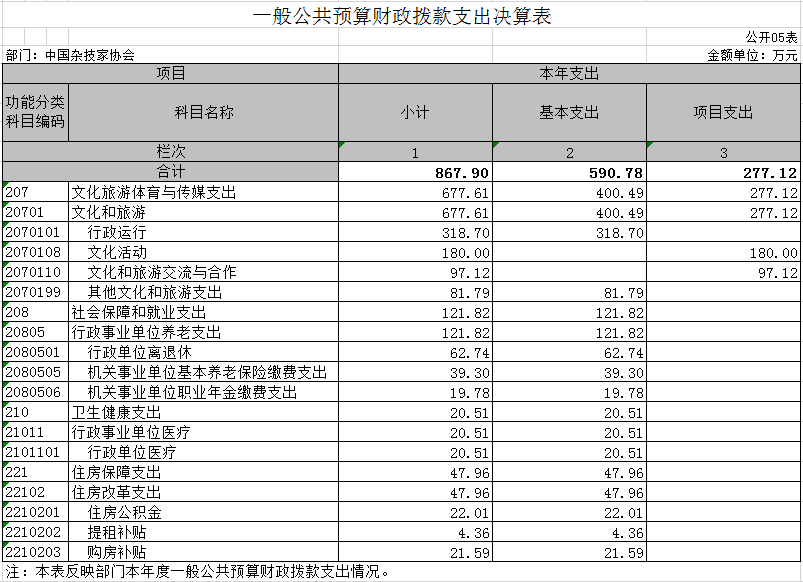 一般公共预算财政拨款支出决算表
公开05表
部门：中国杂技家协会 金额单位：万元
项目 本年支出
功能分类科目编码 科目名称 小计 基本支出 项目支出
栏次 1 2 3
合计 867.90 590.78 277.12
207 文化旅游体育与传媒支出 677.61 400.49 277.12
20701 文化和旅游 677.61 400.49 277.12
2070101 行政运行 318.70 318.70
2070108 文化活动 180.00 180.00
2070110 文化和旅游交流与合作 97.12 97.12
2070199 其他文化和旅游支出 81.79 81.79
208 社会保障和就业支出 121.82 121.82
20805 行政事业单位养老支出 121.82 121.82
2080501 行政单位离退休 62.74 62.74
2080505 机关事业单位基本养老保险缴费支出 39.30 39.30
2080506 机关事业单位职业年金缴费支出 19.78 19.78
210 卫生健康支出 20.51 20.51
21011 行政事业单位医疗 20.51 20.51
2101101 行政单位医疗 20.51 20.51
221 住房保障支出 47.96 47.96
22102 住房改革支出 47.96 47.96
2210201 住房公积金 22.01 22.01
2210202 提租补贴 4.36 4.36
2210203 购房补贴 21.59 21.59
注：本表反映部门本年度一般公共预算财政拨款支出情况。